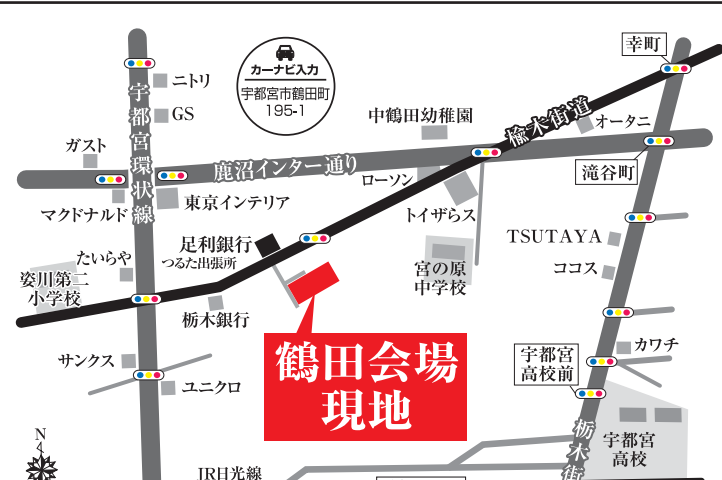 幸町
カーナビ入力
宇都宮市鶴田町
195-1
ニトリ
GS
宇都宮環状線
中鶴田幼稚園
楡木街道
オータニ
ガスト
鹿沼インター通り
ローソン
滝谷町
マクドナルド
東京インテリア
トイザらス
足利銀行
つるた出張所
TSUTAYA
たいらや
宮の原
中学校
ココス
姿川第二
小学校
栃木銀行
サンクス
鶴田会場
現地
宇都宮
高校前
カワチ
ユニクロ
宇都宮
高校
栃木街
N
JR日光線